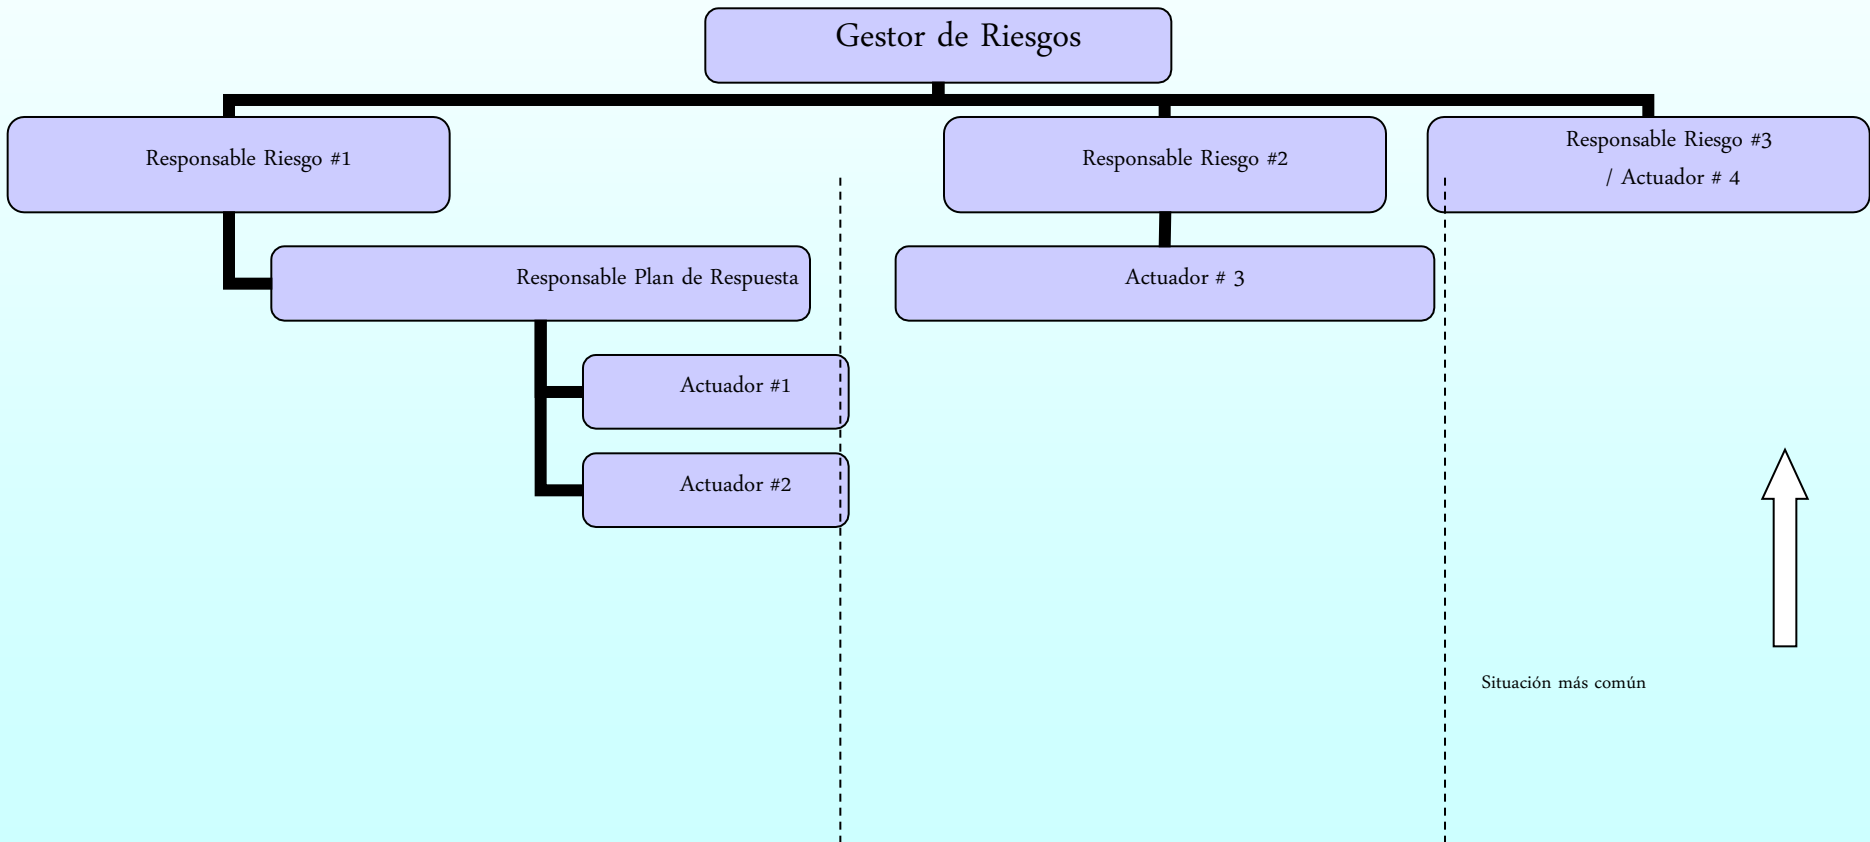 Gestor de Riesgos
Responsable Riesgo #1
Responsable Riesgo #2
Responsable Riesgo #3
/ Actuador # 4
Responsable Plan de Respuesta
Actuador # 3
Actuador #1
Actuador #2
Situación más común